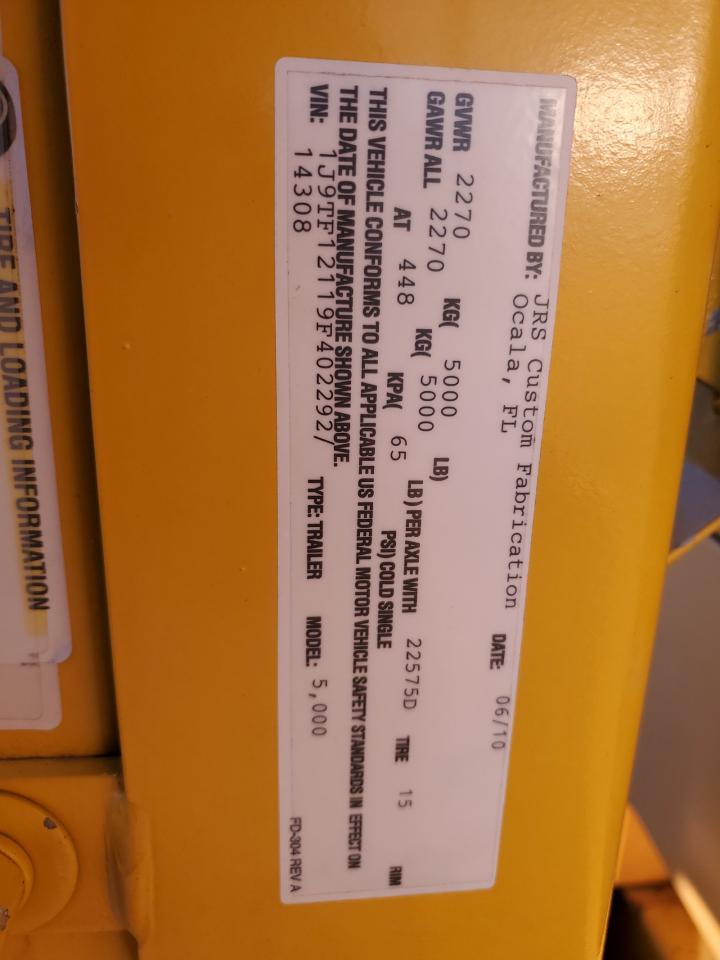 MANUFACTURED BY: JRS Custom Fabrication
Ocala, FL
DATE: 06/10
GVWR 2270 KG( 5000 LB)
GAWR ALL 2270 KG( 5000 LB) PER AXLE WITH 22575D TIRE 15 RIM
AT 448 KPA( 65 PSI) COLD SINGLE
THIS VEHICLE CONFORMS TO ALL APPLICABLE US FEDERAL MOTOR VEHICLE SAFETY STANDARDS IN EFFECT ON
THE DATE OF MANUFACTURE SHOWN ABOVE.
VIN: 1J9TF12119F402292/ TYPE: TRAILER MODEL: 5,000
14308
FD-304 REV A
TIRE AND LOADING INFORMATION